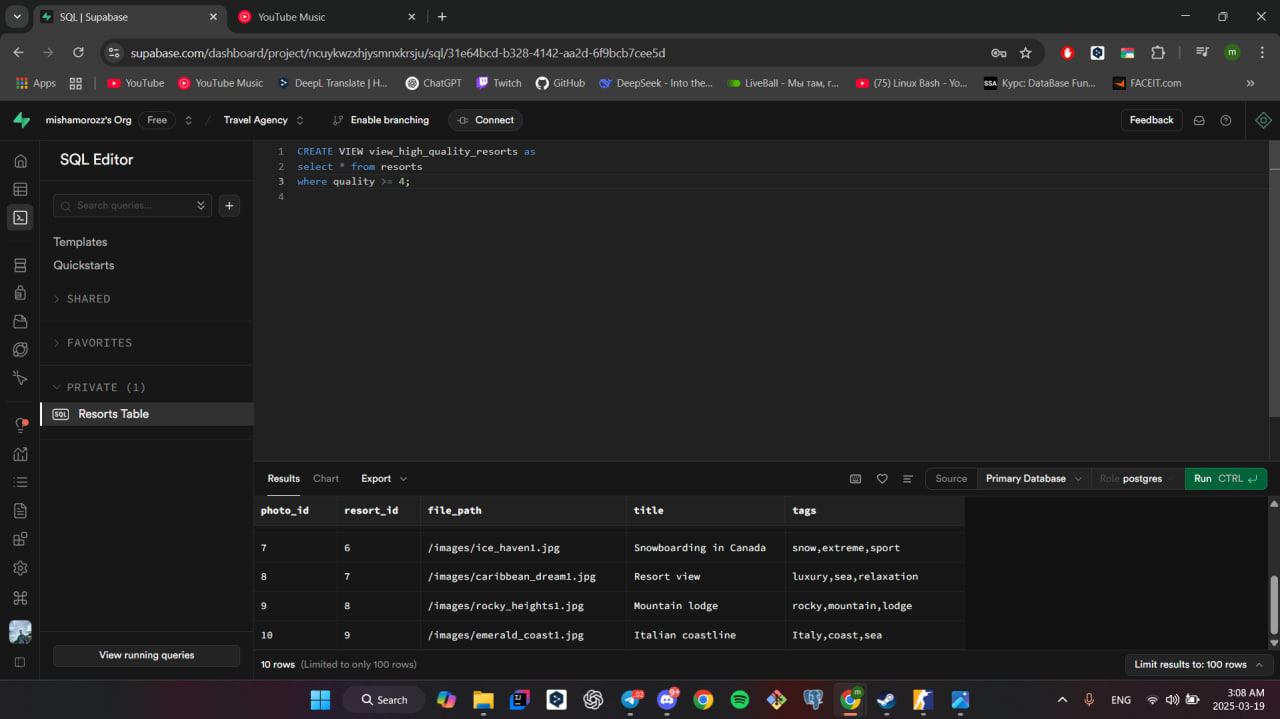 SQL | Supabase
YouTube Music
supabase.com/dashboard/project/ncuykwzxhjysmnxkrsju/sql/31e64bcd-b328-4142-aa2d-6f9bcb7cee5d
m
Apps
YouTube
YouTube Music
DeepL Translate | H...
ChatGPT
Twitch
GitHub
DeepSeek - Into the...
LiveBall - Мы там, г...
(75) Linux Bash - Yo...
SSA
Курс: DataBase Fun...
FACEIT.com
mishamorozz's Org
Free
/
Travel Agency
Enable branching
Connect
Feedback
SQL Editor
Search queries...
Templates
Quickstarts
SHARED
FAVORITES
PRIVATE (1)
SQL Resorts Table
View running queries
1 CREATE VIEW view_high_quality_resorts as
2 select * from resorts
3 where quality >= 4;
4
Results Chart Export
Source Primary Database Role postgres Run CTRL
photo_id resort_id file_path title tags
7 6 /images/ice_haven1.jpg Snowboarding in Canada snow,extreme,sport
8 7 /images/caribbean_dream1.jpg Resort view luxury,sea,relaxation
9 8 /images/rocky_heights1.jpg Mountain lodge rocky,mountain,lodge
10 9 /images/emerald_coast1.jpg Italian coastline Italy,coast,sea
10 rows (Limited to only 100 rows)
Limit results to: 100 rows
Search
ENG
3:08 AM
2025-03-19